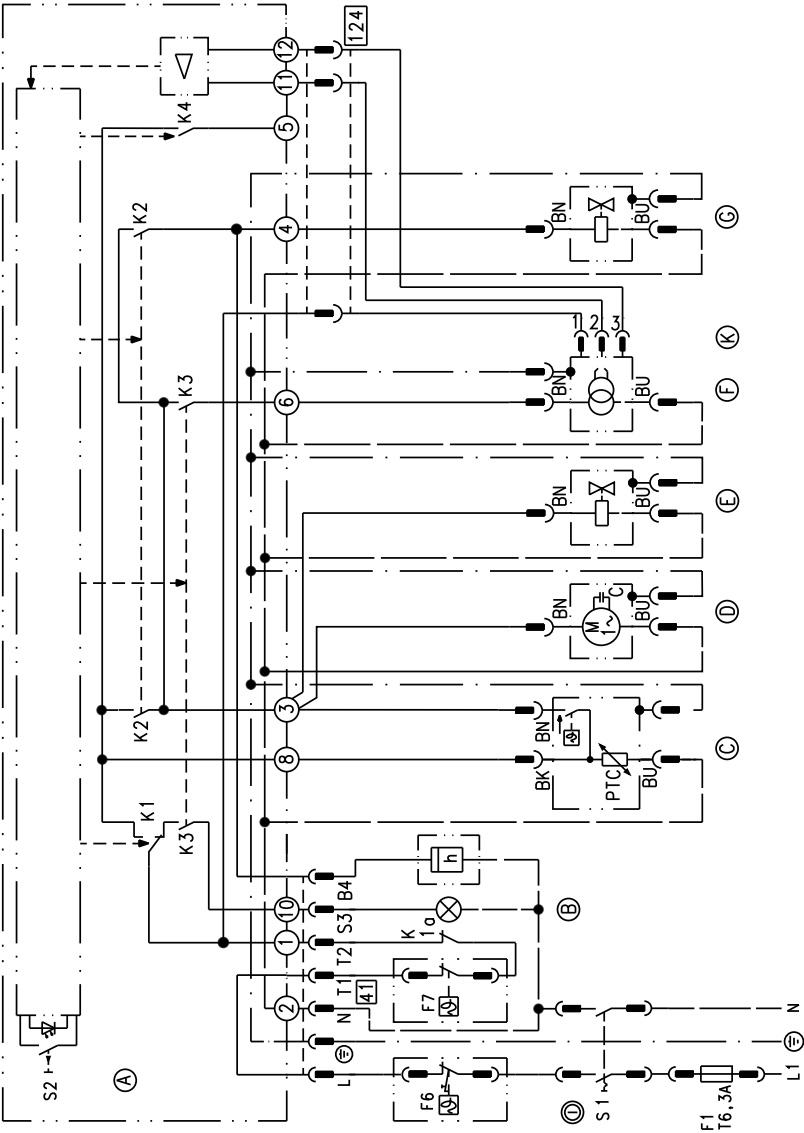 124
12
11
5
K4
K2
4
BN
BU
G
1
2
3
K
K3
6
BN
BU
F
BN
BU
E
BN
C
M
1~
BU
D
3
K2
BN
ϑ
8
BK
PTC
BU
C
K1
K3
h
B4
10
S3
B
1
T2
K
1a
T1
41
F7
ϑ
2
N
N
S2
A
L
F6
ϑ
I
S1
F1
T6,3A
L1